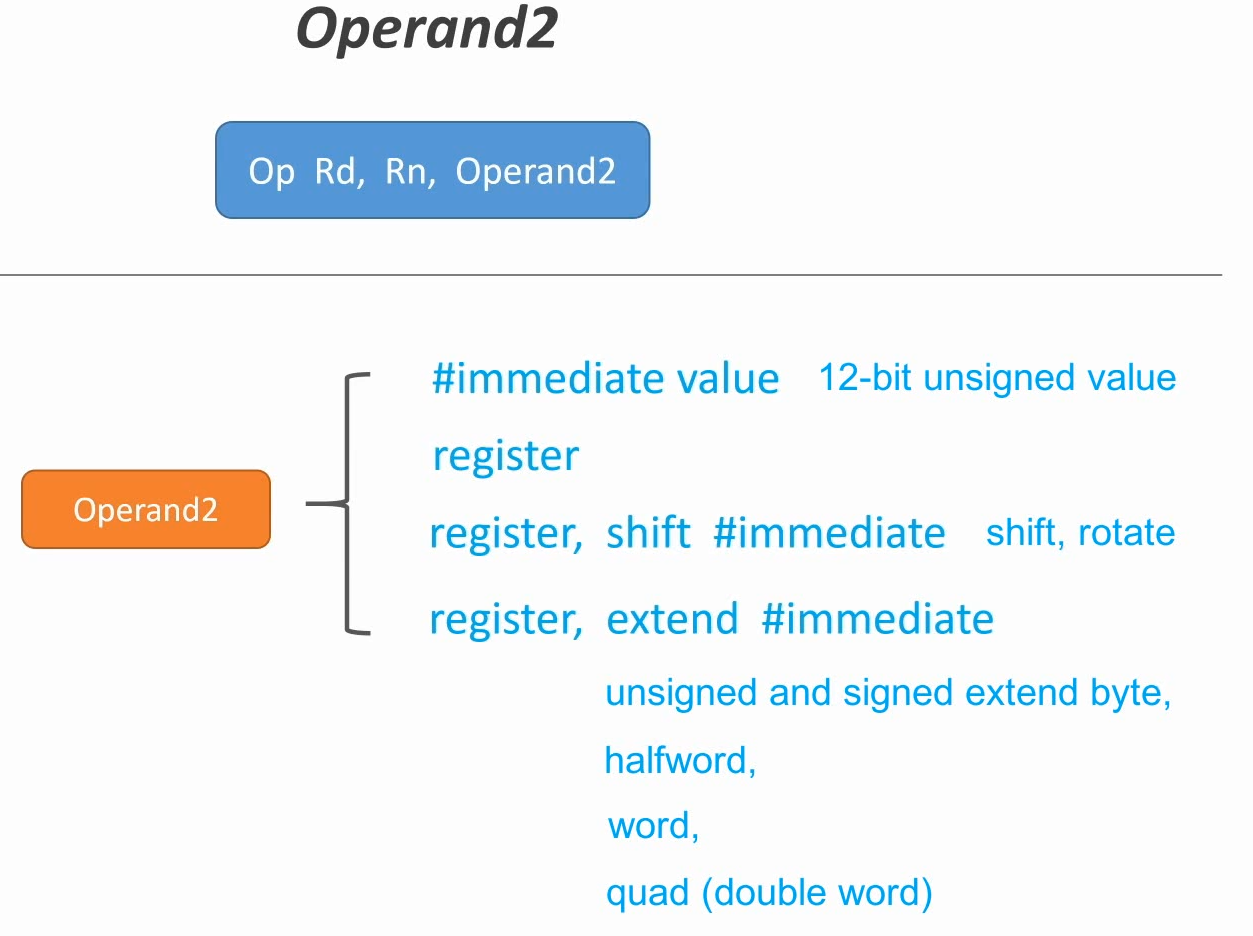 Operand2
Op Rd, Rn, Operand2
Operand2
#immediate value 12-bit unsigned value
register
register, shift #immediate shift, rotate
register, extend #immediate
unsigned and signed extend byte,
halfword,
word,
quad (double word)